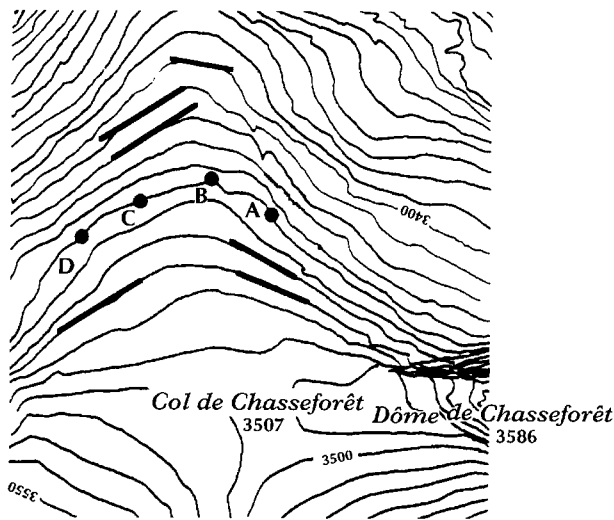 3400
B
A
C
D
Col de Chasseforêt
3507
Dôme de Chasseforêt
3586
3500
3550